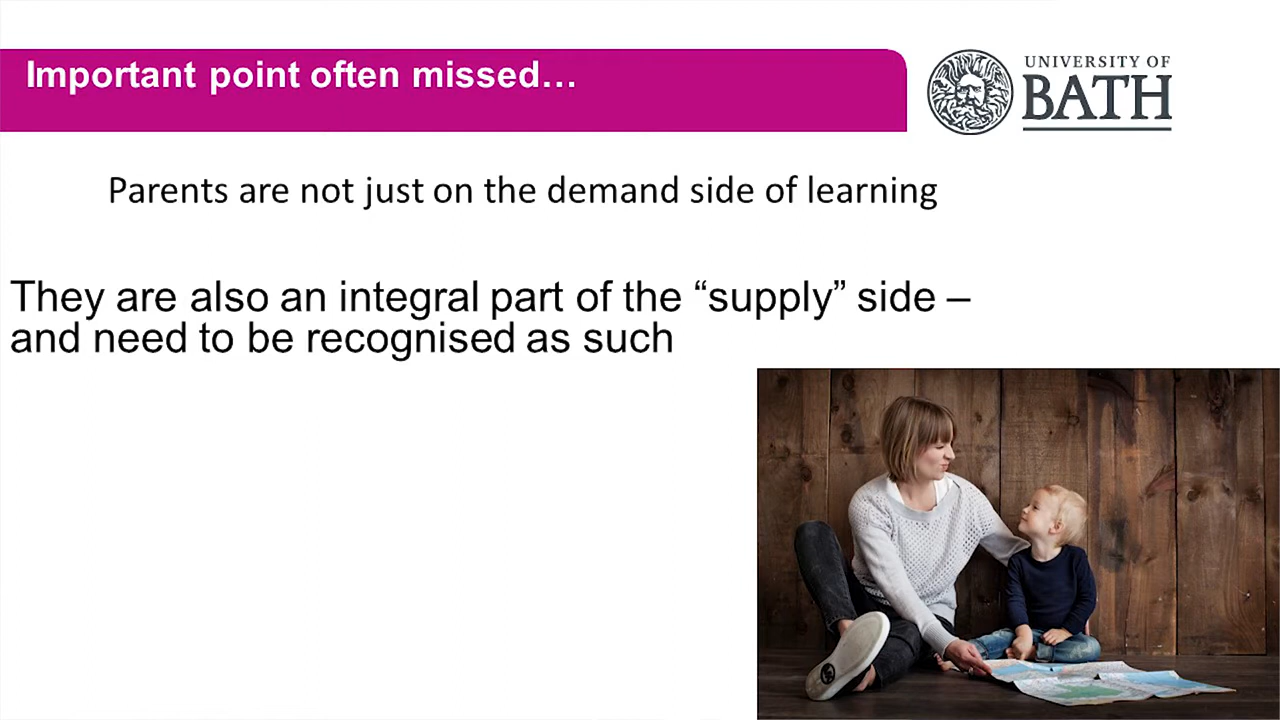 Important point often missed…
UNIVERSITY OF
BATH
Parents are not just on the demand side of learning
They are also an integral part of the “supply” side –
and need to be recognised as such